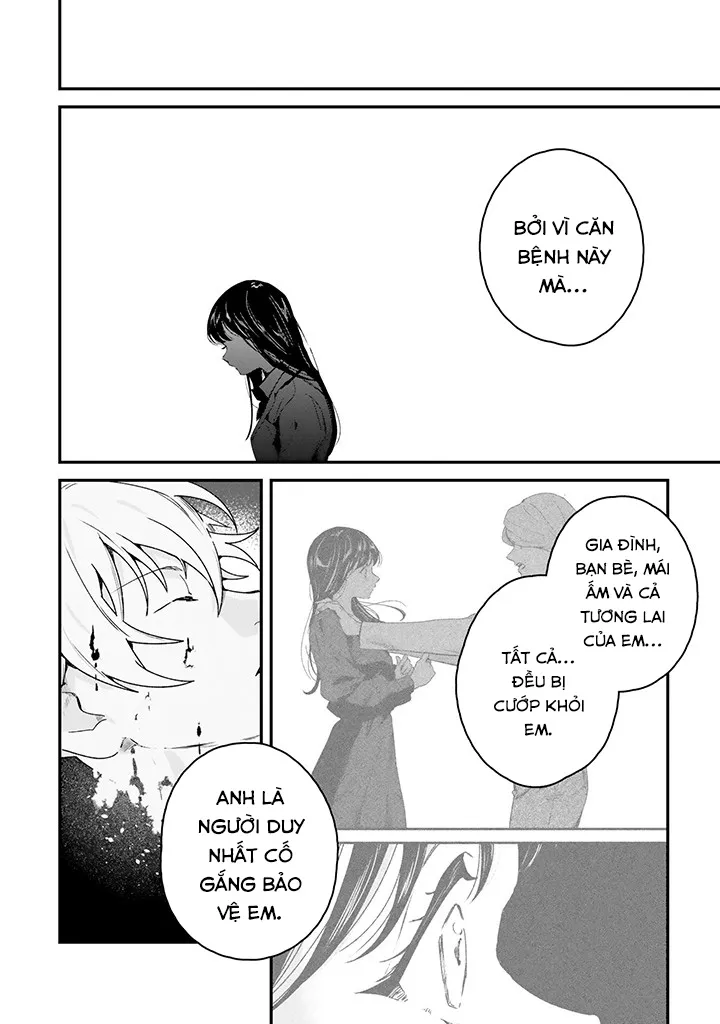 BỞI VÌ CĂN
BỆNH NÀY
MÀ...
GIA ĐÌNH,
BẠN BÈ, MÁI
ẤM VÀ CẢ
TƯƠNG LAI
CỦA EM...
TẤT CẢ...
ĐỀU BỊ
CƯỚP KHỎI
EM.
ANH LÀ
NGƯỜI DUY
NHẤT CỐ
GẮNG BẢO
VỆ EM.